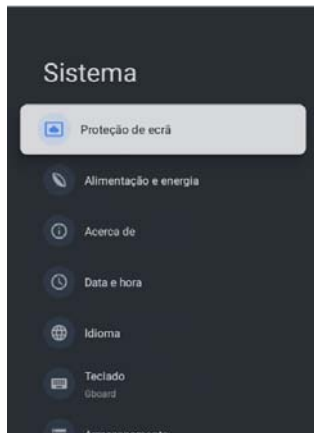 Sistema
Proteção de ecrã
Alimentação e energia
Acerca de
Data e hora
Idioma
Teclado
Gboard